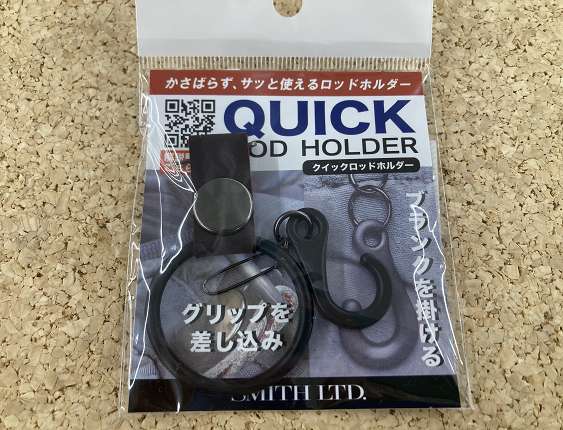 かさばらず、サッと使えるロッドホルダー
QUICK
OD HOLDER
クイックロッドホルダー
ブランクを掛ける
グリップを
差し込み
SMITH LTD.